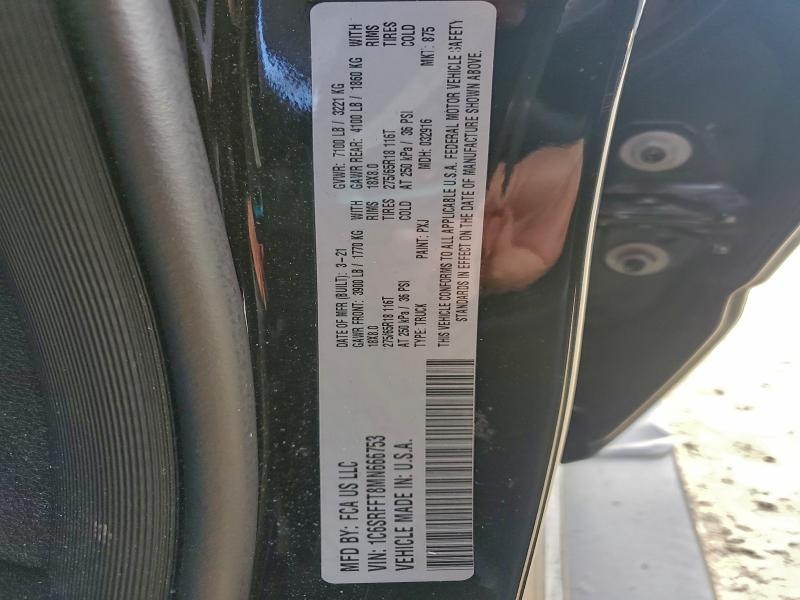 MFD BY: FCA US LLC
VIN: 1C6SRFFT8MN666753
VEHICLE MADE IN: U.S.A.
DATE OF MFR (BUILT): 3-21 GVWR: 7100 LB / 3221 KG
GAWR FRONT: 3900 LB / 1770 KG WITH GAWR REAR: 4100 LB / 1860 KG WITH
18X8.0 RIMS 18X8.0 RIMS
275/65R18 116T TIRES 275/65R18 116T TIRES
AT 250 kPa / 36 PSI COLD AT 250 kPa / 36 PSI COLD
TYPE: TRUCK PAINT: PXJ MDH: 032916 MKT: 875
THIS VEHICLE CONFORMS TO ALL APPLICABLE U.S.A. FEDERAL MOTOR VEHICLE SAFETY
STANDARDS IN EFFECT ON THE DATE OF MANUFACTURE SHOWN ABOVE.